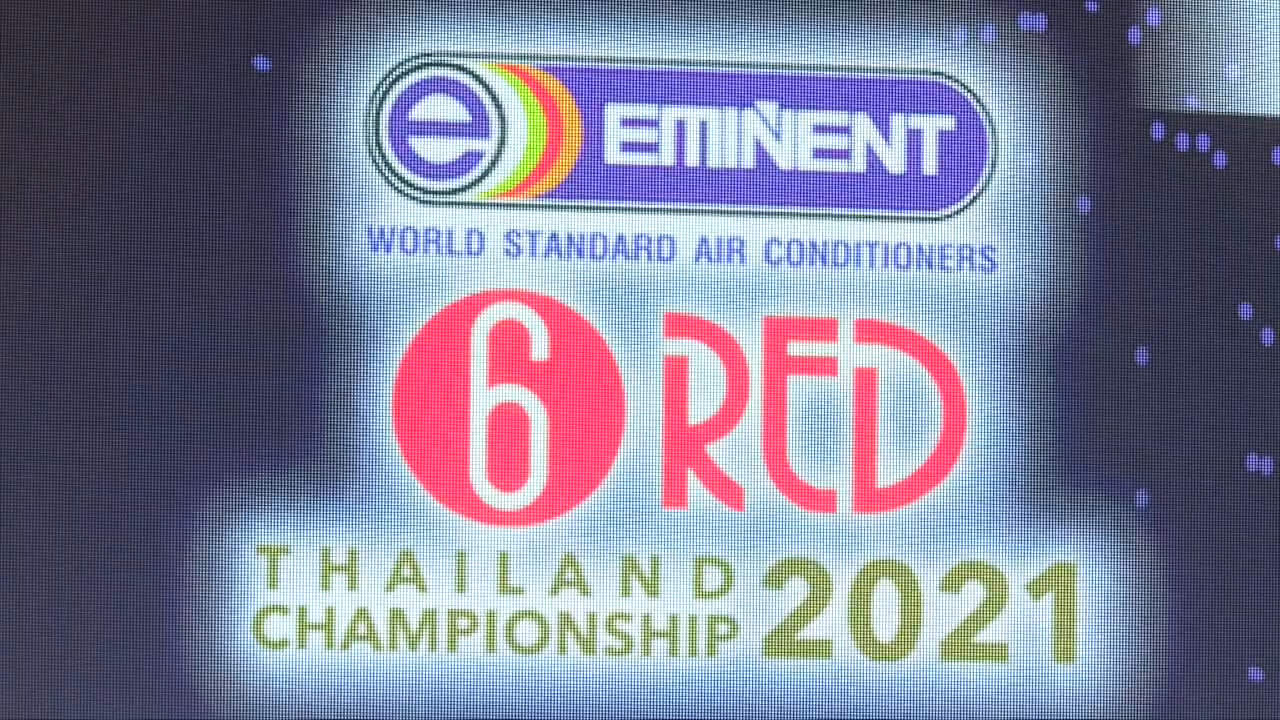 e EMINENT
WORLD STANDARD AIR CONDITIONERS
6 RED
THAILAND
CHAMPIONSHIP 2021